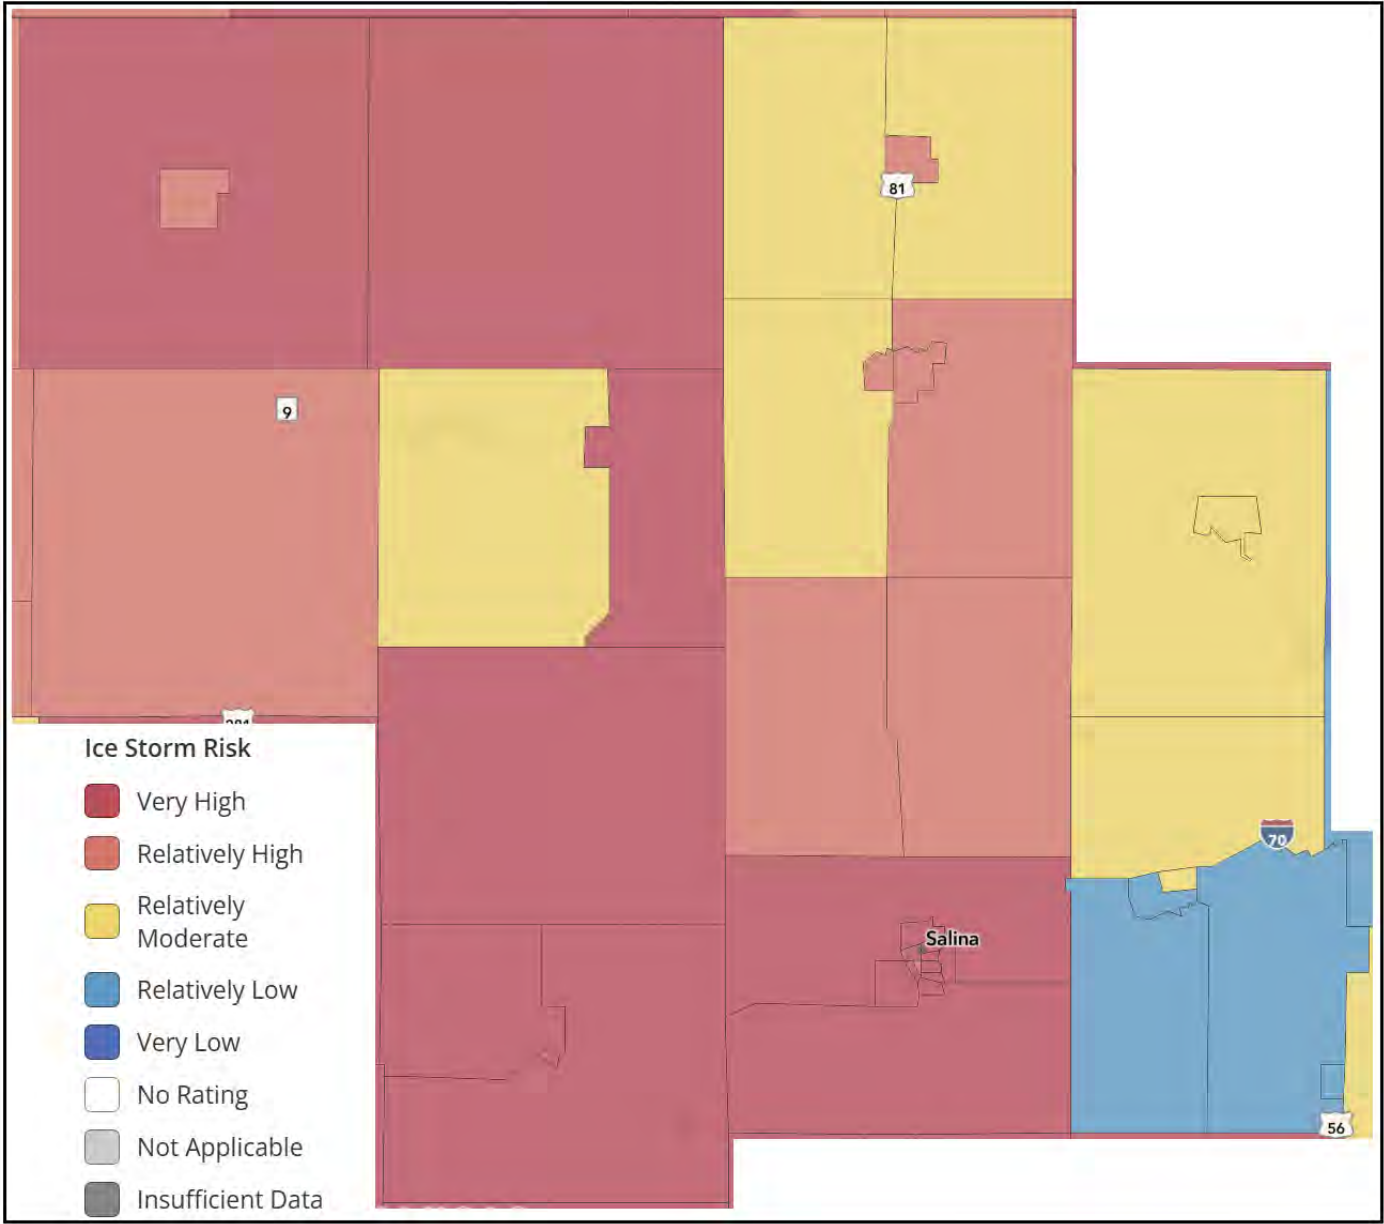 81
9
Ice Storm Risk
Very High
Relatively High
Relatively
Moderate
Relatively Low
Very Low
No Rating
Not Applicable
Insufficient Data
70
Salina
56